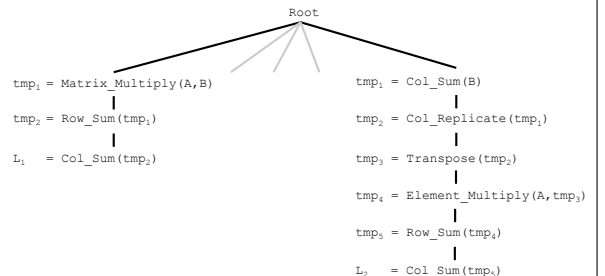 Root
tmp₁ = Matrix_Multiply(A,B)
tmp₂ = Row_Sum(tmp₁)
L₁ = Col_Sum(tmp₂)
tmp₁ = Col_Sum(B)
tmp₂ = Col_Replicate(tmp₁)
tmp₃ = Transpose(tmp₂)
tmp₄ = Element_Multiply(A,tmp₃)
tmp₅ = Row_Sum(tmp₄)
L₂ = Col_Sum(tmp₅)